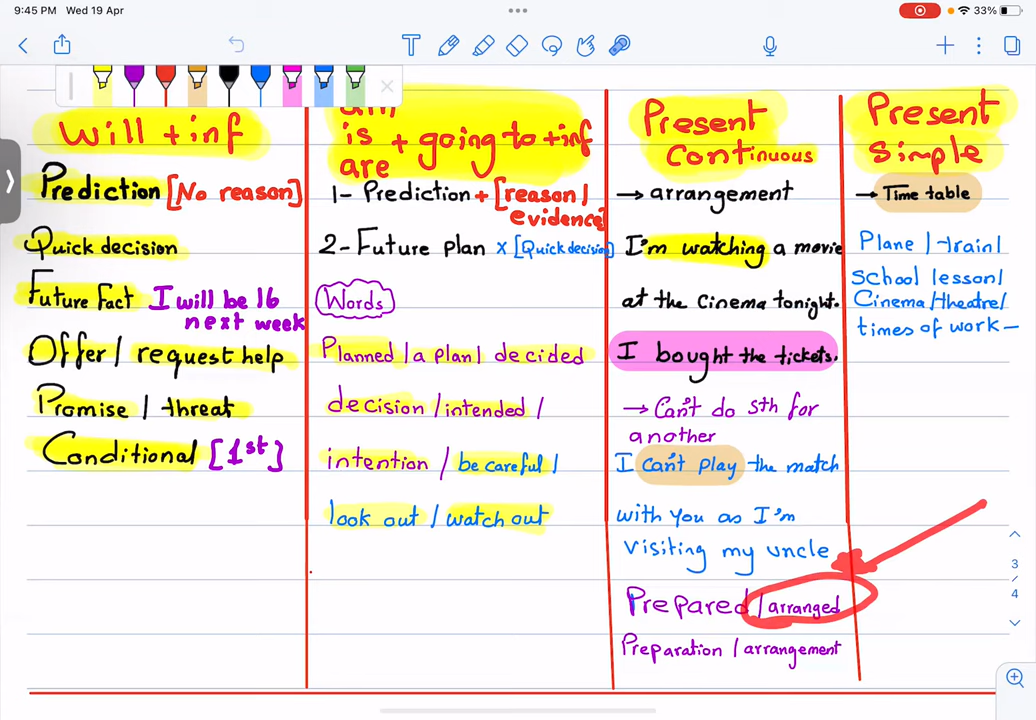 9:45 PM Wed 19 Apr
33%
T
Will + inf
Prediction [No reason]
Quick decision
Future Fact I will be 16
next week
Offer / request help
Promise / threat
Conditional [1st]
am
is + going to + inf
are
1- Prediction + [reason /
evidence]
2- Future plan x [Quick decision]
Words
Planned / a plan / decided
decision / intended /
intention / be careful /
look out / watch out
Present
Continuous
→ arrangement
I'm watching a movie
at the Cinema tonight.
I bought the tickets.
→ Can't do sth for
another
I can't play the match
with you as I'm
visiting my uncle
Prepared / arranged
Preparation / arrangement
Present
simple
→ Time table
Plane / train /
school lesson /
Cinema / theatre /
times of work
3
/
4